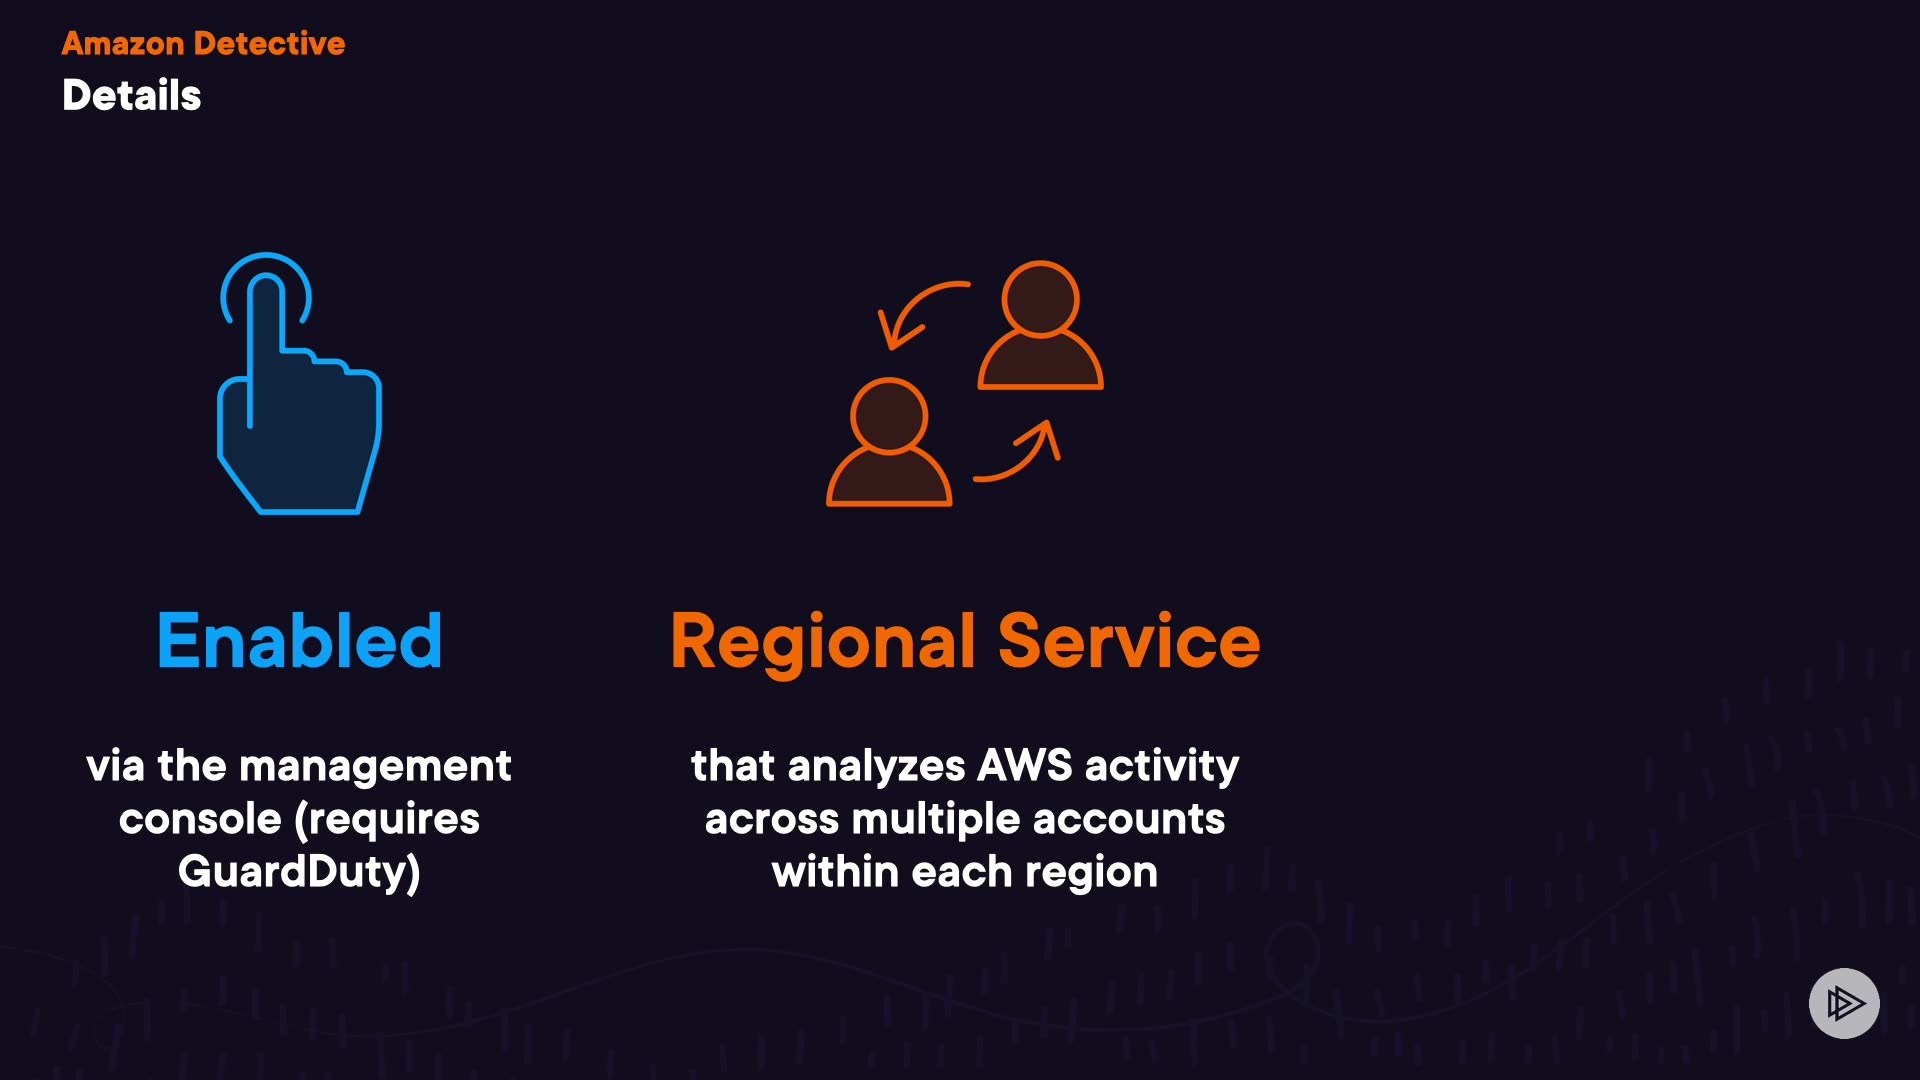 Amazon Detective
Details
Enabled
via the management
console (requires
GuardDuty)
Regional Service
that analyzes AWS activity
across multiple accounts
within each region